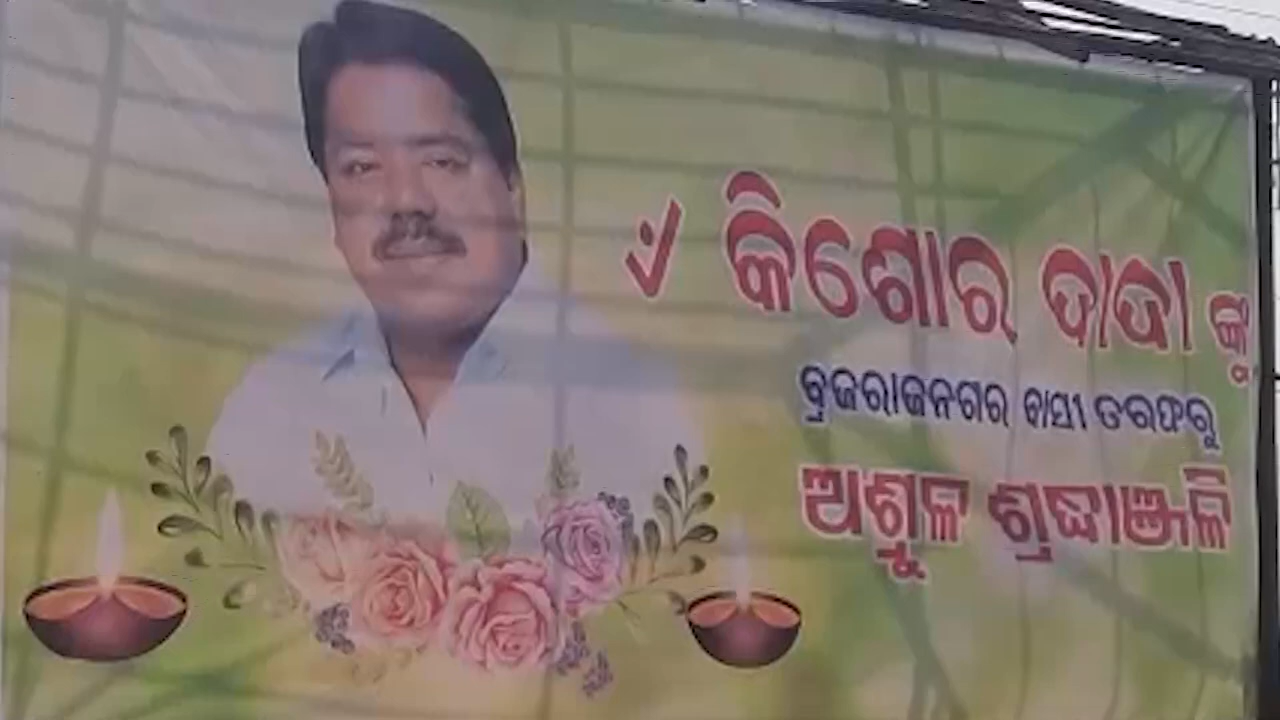 ଏ କିଶୋର ଦାଦା ଙ୍କୁ
ବ୍ରଜରାଜନଗର ବାସୀ ତରଫରୁ
ଅଶ୍ରୁଳ ଶ୍ରଦ୍ଧାଞ୍ଜଳି